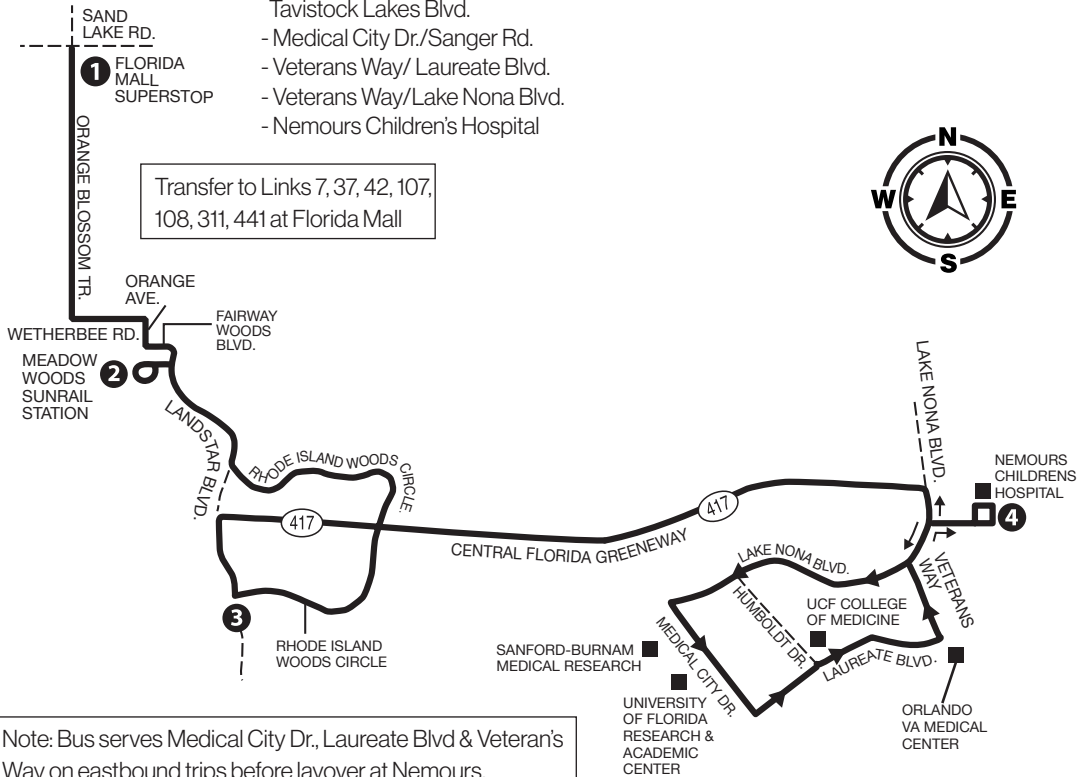 Tavistock Lakes Blvd.
- Medical City Dr./Sanger Rd.
- Veterans Way/ Laureate Blvd.
- Veterans Way/Lake Nona Blvd.
- Nemours Children's Hospital
SAND
LAKE RD.
1 FLORIDA
MALL
SUPERSTOP
ORANGE BLOSSOM TR.
Transfer to Links 7, 37, 42, 107,
108, 311, 441 at Florida Mall
N
W E
S
ORANGE
AVE.
WETHERBEE RD.
FAIRWAY
WOODS
BLVD.
MEADOW
WOODS
SUNRAIL
STATION
2
LANDSTAR BLVD.
RHODE ISLAND WOODS CIRCLE.
417
CENTRAL FLORIDA GREENEWAY
417
LAKE NONA BLVD.
NEMOURS
CHILDRENS
HOSPITAL
4
3
RHODE ISLAND
WOODS CIRCLE
LAKE NONA BLVD.
VETERANS
WAY
HUMBOLDT DR.
UCF COLLEGE
OF MEDICINE
SANFORD-BURNAM
MEDICAL RESEARCH
MEDICAL CITY DR.
LAUREATE BLVD.
UNIVERSITY
OF FLORIDA
RESEARCH &
ACADEMIC
CENTER
ORLANDO
VA MEDICAL
CENTER
Note: Bus serves Medical City Dr., Laureate Blvd & Veteran's
Way on eastbound trips before layover at Nemours